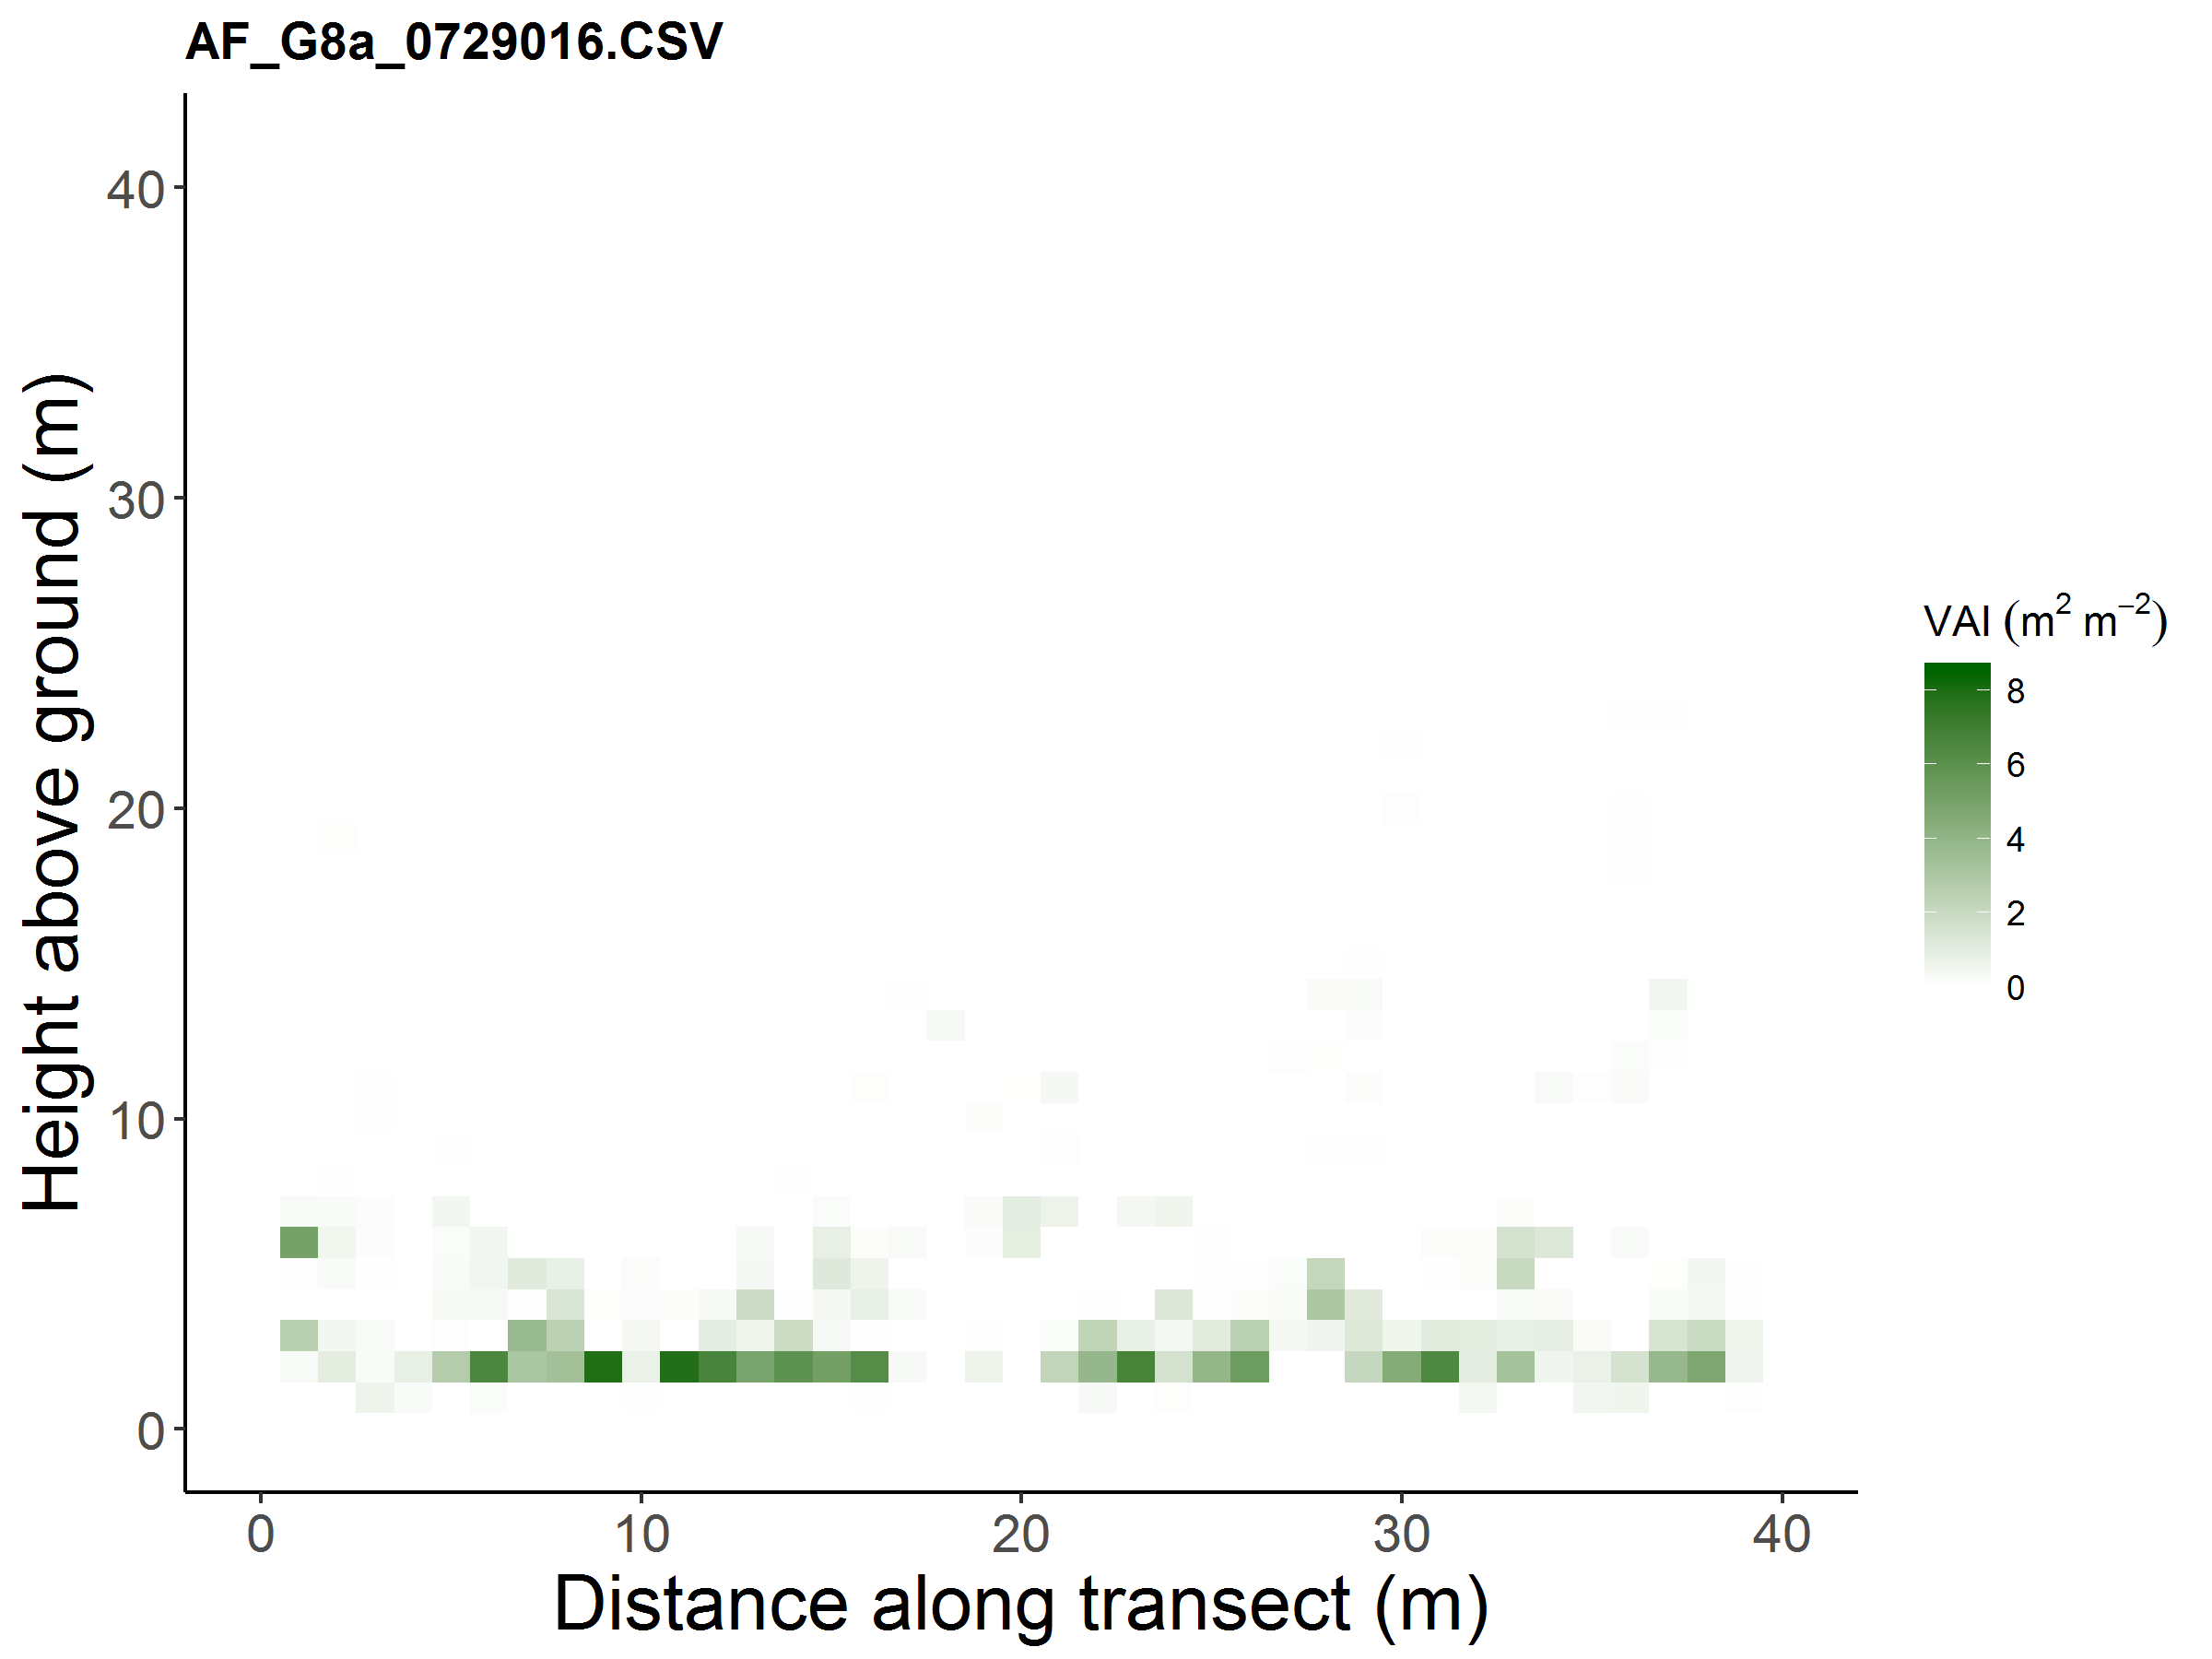 AF_G8a_0729016.CSV
Height above ground (m)
40
30
20
10
0
0 10 20 30 40
Distance along transect (m)
VAI (m² m⁻²)
8
6
4
2
0